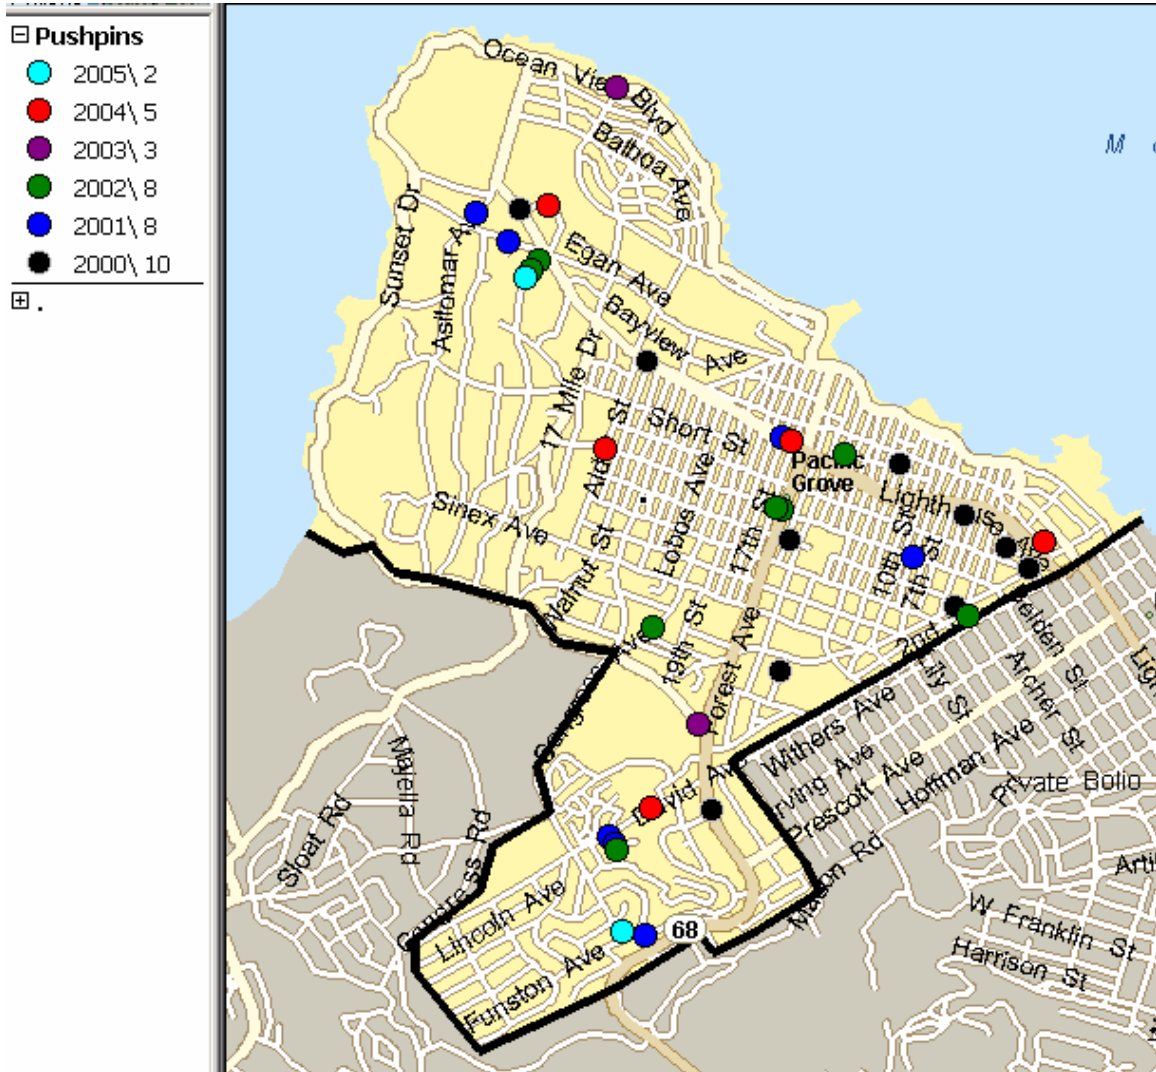 Pushpins
2005\ 2
2004\ 5
2003\ 3
2002\ 8
2001\ 8
2000\ 10
.
Ocean View Blvd
M
Balboa Ave
Sunset Dr
Asilomar
Egan Ave
Bayview Ave
17 Mile Dr
St
Short St
Pacific
Grove
Lobos Ave
17th St
10th St
7th St
Sinex Ave
Walnut St
Ave
19th St
Forest Ave
2nd
Lily St
Archer St
St
Withers Ave
Irving Ave
Prescott Ave
Hoffman Ave
Private Bolio
David Ave
Majella Rd
Sloat Rd
Congress Rd
Lincoln Ave
Funston Ave
68
Mason Rd
W Franklin St
Harrison St